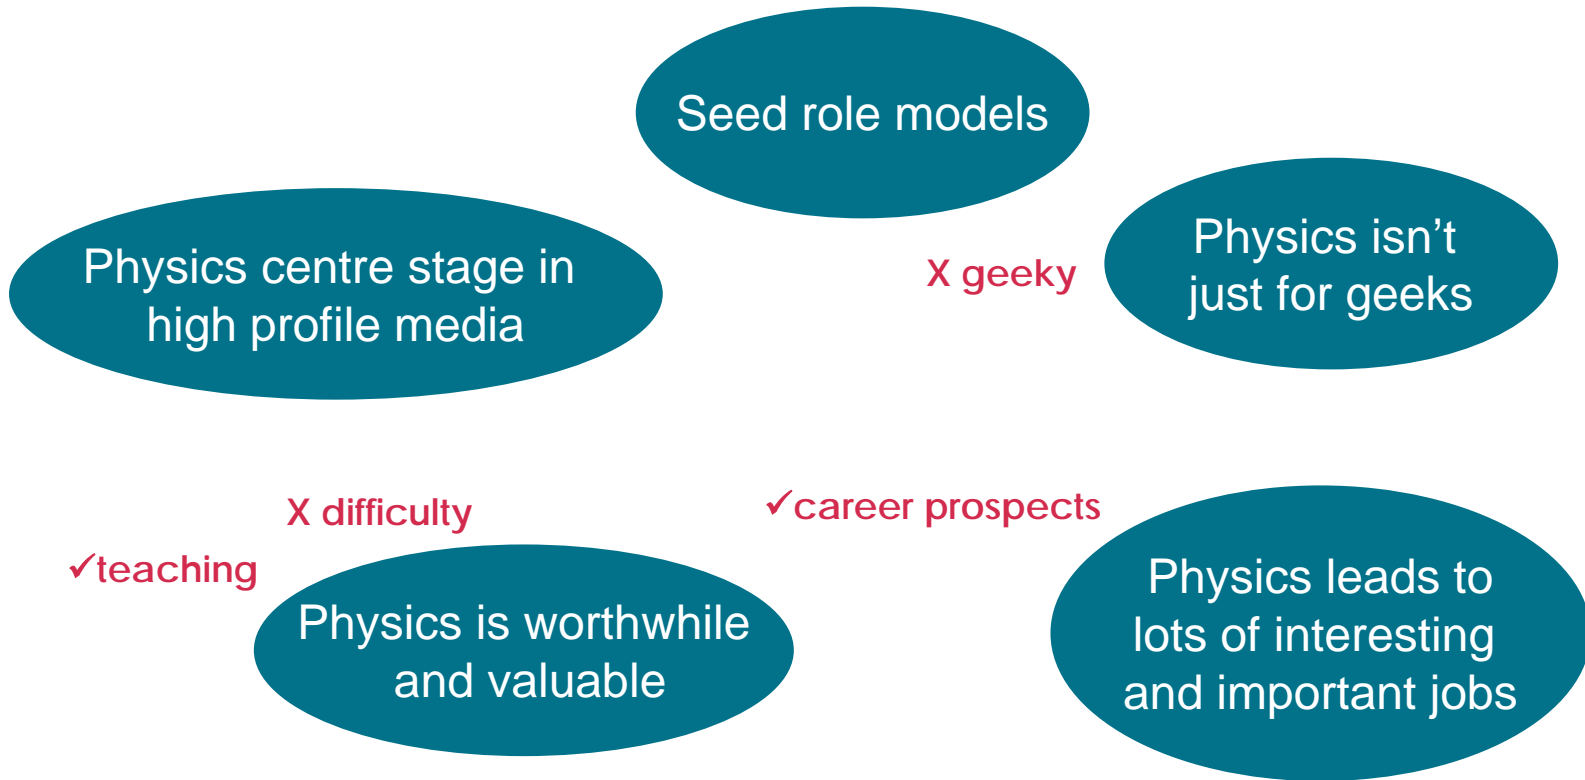 Seed role models
Physics isn’t
just for geeks
X geeky
Physics centre stage in
high profile media
X difficulty
✓career prospects
✓teaching
Physics is worthwhile
and valuable
Physics leads to
lots of interesting
and important jobs